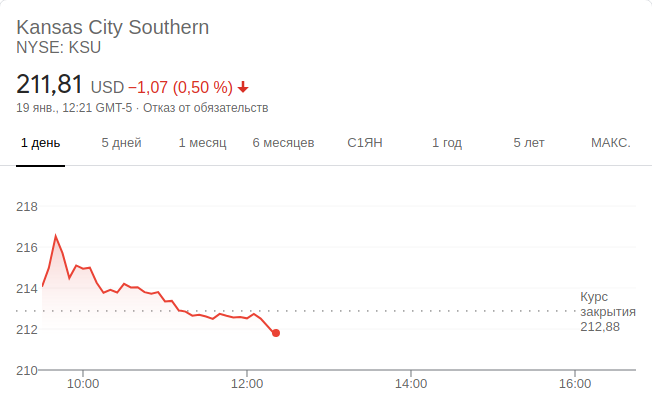 Kansas City Southern
NYSE: KSU
211,81 USD −1,07 (0,50 %)
19 янв., 12:21 GMT-5 · Отказ от обязательств
1 день 5 дней 1 месяц 6 месяцев С1ЯН 1 год 5 лет МАКС.
218
216
214
Курс
закрытия
212,88
212
210
10:00 12:00 14:00 16:00